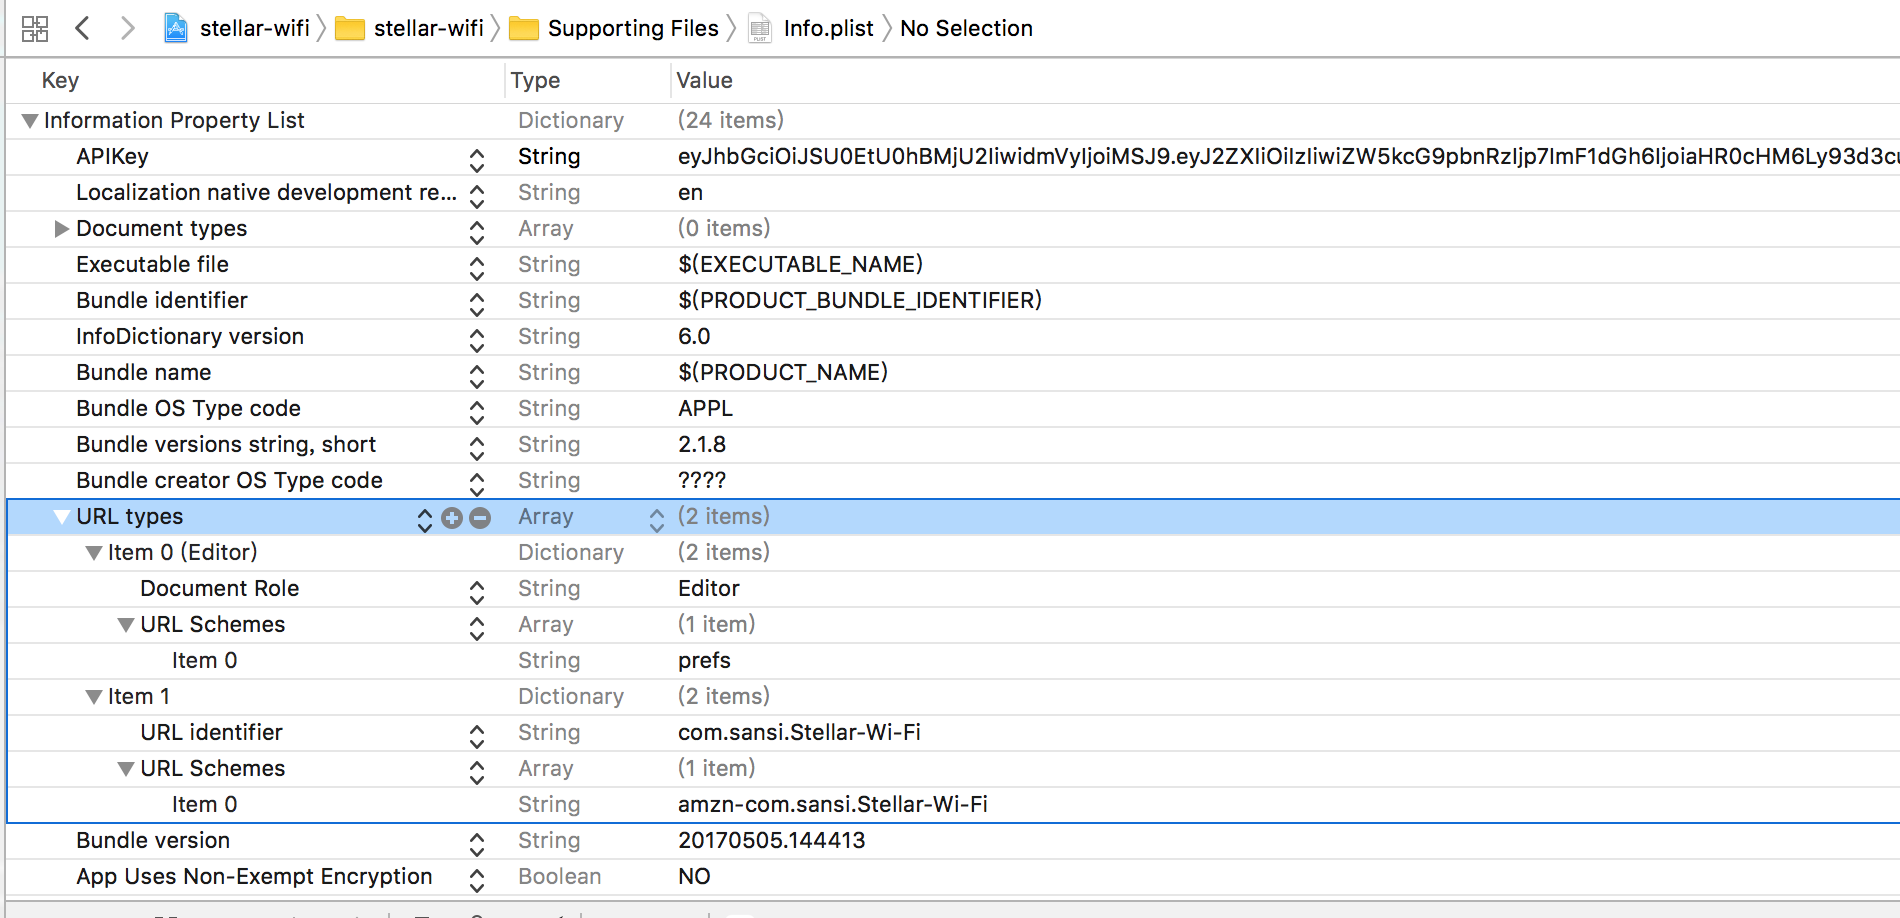 stellar-wifi stellar-wifi Supporting Files Info.plist No Selection
Key Type Value
Information Property List Dictionary (24 items)
APIKey String eyJhbGciOiJSU0EtU0hBMjU2IiwidmVyIjoiMSJ9.eyJ2ZXIiOiIzIiwiZW5kcG9pbnRzIjp7ImF1dGh6IjoiaHR0cHM6Ly93d3cu
Localization native development re... String en
Document types Array (0 items)
Executable file String $(EXECUTABLE_NAME)
Bundle identifier String $(PRODUCT_BUNDLE_IDENTIFIER)
InfoDictionary version String 6.0
Bundle name String $(PRODUCT_NAME)
Bundle OS Type code String APPL
Bundle versions string, short String 2.1.8
Bundle creator OS Type code String ????
URL types Array (2 items)
Item 0 (Editor) Dictionary (2 items)
Document Role String Editor
URL Schemes Array (1 item)
Item 0 String prefs
Item 1 Dictionary (2 items)
URL identifier String com.sansi.Stellar-Wi-Fi
URL Schemes Array (1 item)
Item 0 String amzn-com.sansi.Stellar-Wi-Fi
Bundle version String 20170505.144413
App Uses Non-Exempt Encryption Boolean NO